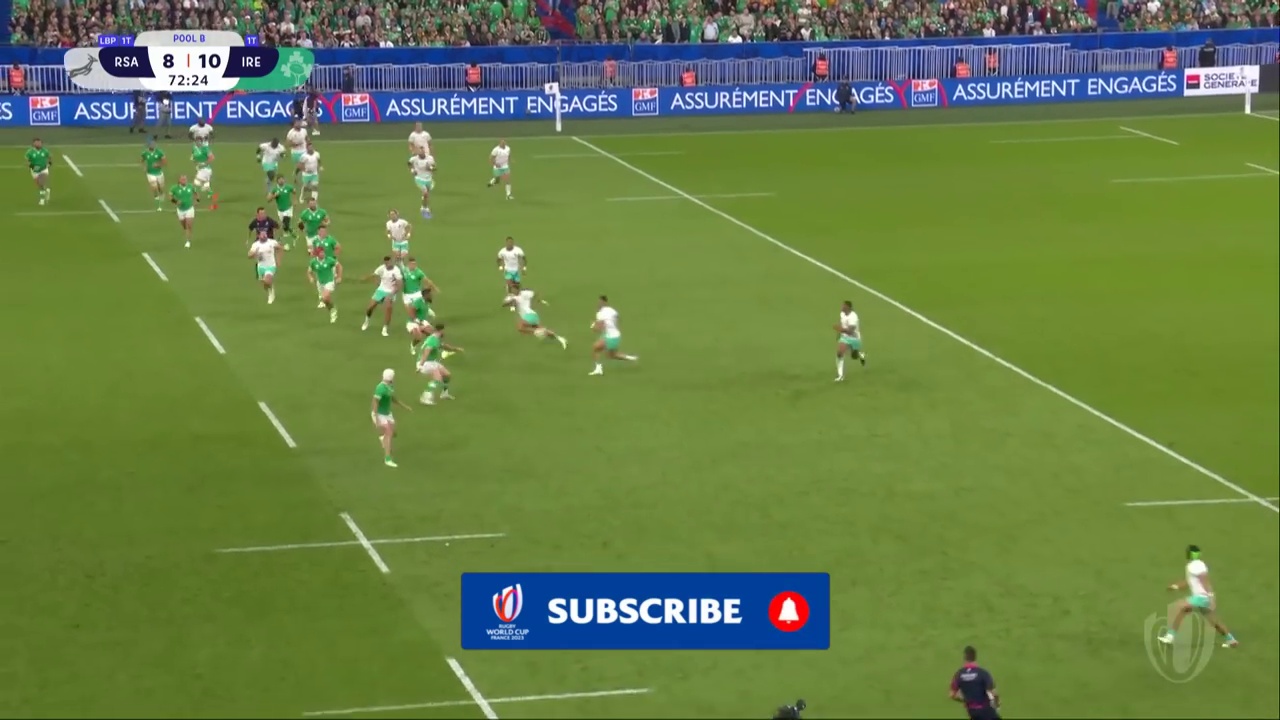 LBP 1T POOL B 1T
RSA 8 | 10 IRE
72:24
GMF ASSURÉMENT ENGAGÉS GMF ASSURÉMENT ENGAGÉS GMF ASSURÉMENT ENGAGÉS GMF ASSURÉMENT ENGAGÉS SOCIETE GENERALE
RUGBY
WORLD CUP
FRANCE 2023
SUBSCRIBE